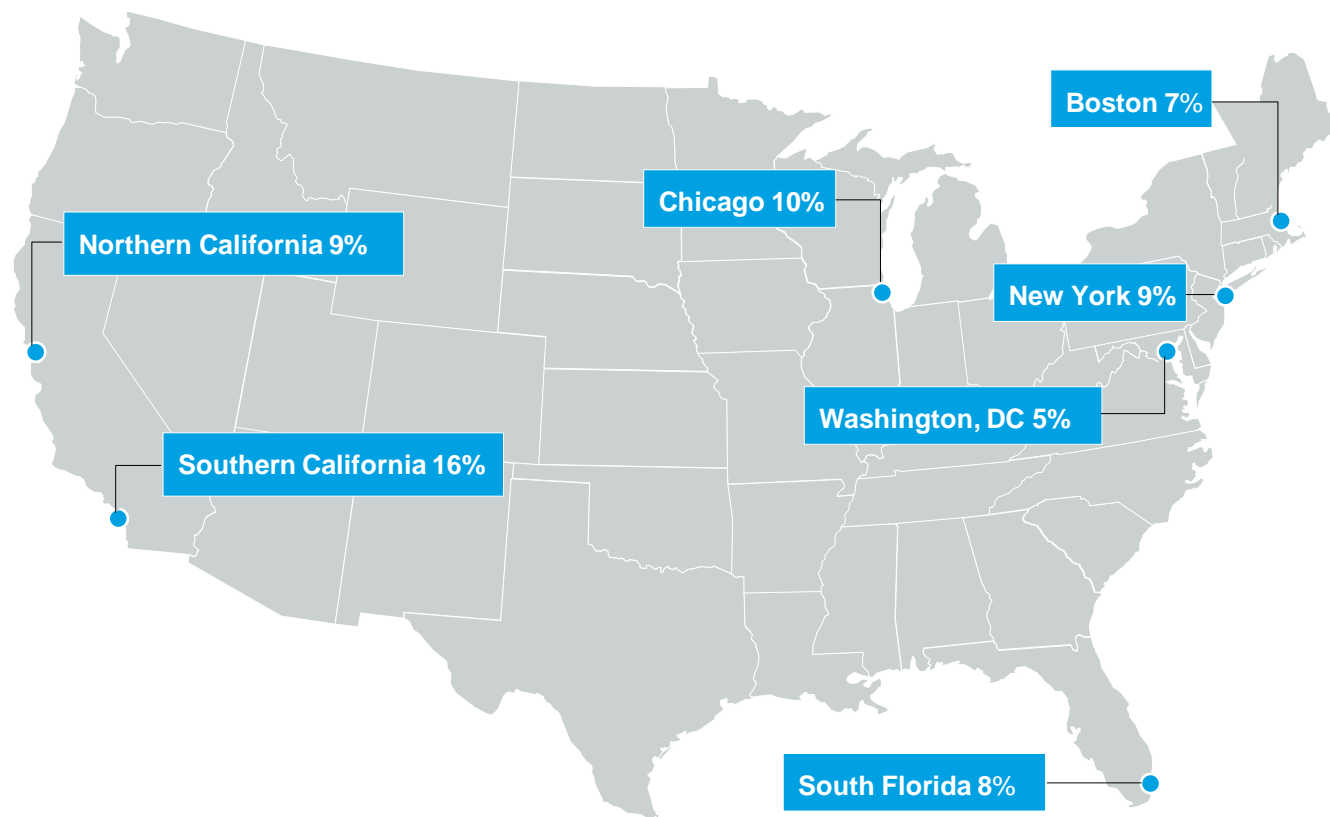 Boston 7%
Chicago 10%
Northern California 9%
New York 9%
Washington, DC 5%
Southern California 16%
South Florida 8%